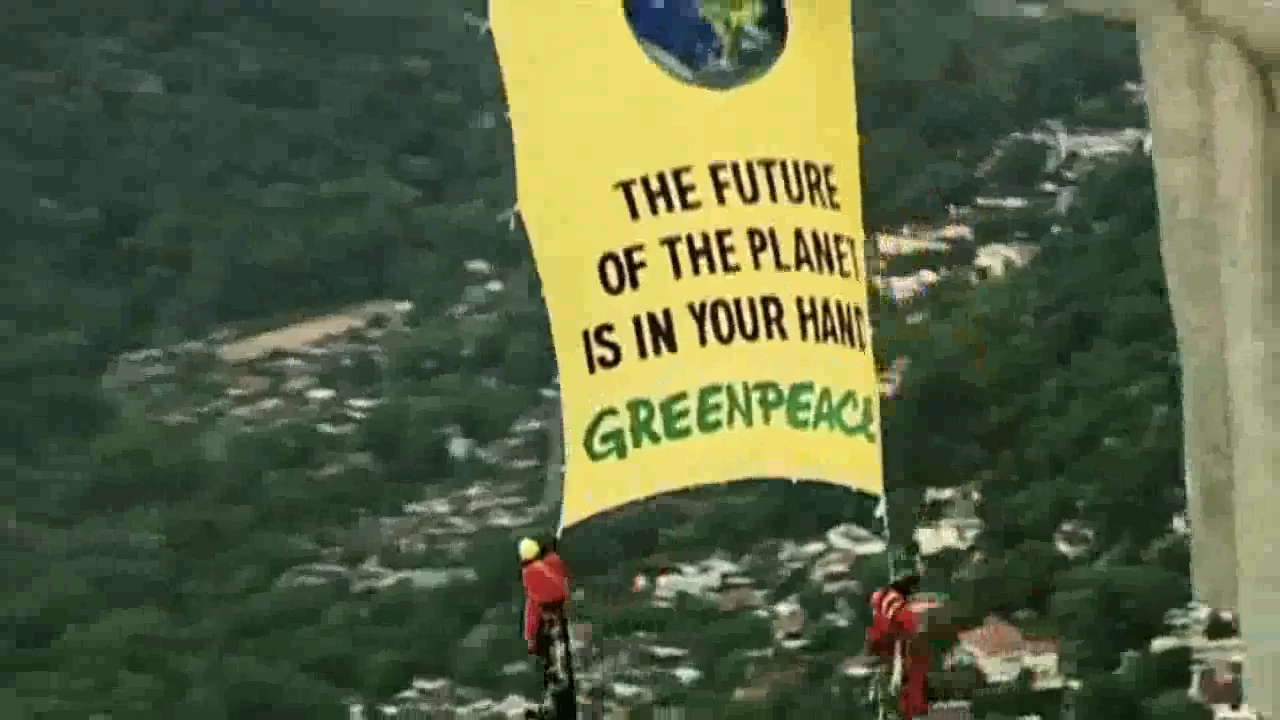 THE FUTURE
OF THE PLANET
IS IN YOUR HAND
GREENPEACE